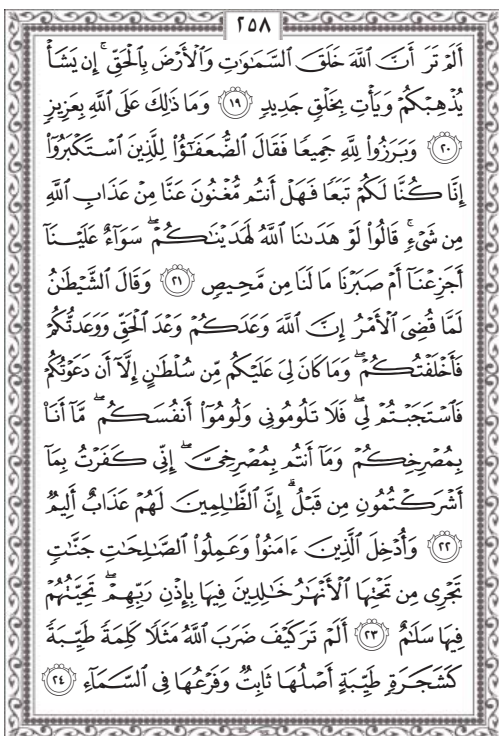 ٢٥٨
أَلَمْ تَرَ أَنَّ ٱللَّهَ خَلَقَ ٱلسَّمَٰوَٰتِ وَٱلْأَرْضَ بِٱلْحَقِّ ۚ إِن يَشَأْ
يُذْهِبْكُمْ وَيَأْتِ بِخَلْقٍ جَدِيدٍ ١٩ وَمَا ذَٰلِكَ عَلَى ٱللَّهِ بِعَزِيزٍ
٢٠ وَبَرَزُوا۟ لِلَّهِ جَمِيعًا فَقَالَ ٱلضُّعَفَٰٓؤُا۟ لِلَّذِينَ ٱسْتَكْبَرُوٓا۟
إِنَّا كُنَّا لَكُمْ تَبَعًا فَهَلْ أَنتُم مُّغْنُونَ عَنَّا مِنْ عَذَابِ ٱللَّهِ
مِن شَىْءٍ ۚ قَالُوا۟ لَوْ هَدَىٰنَا ٱللَّهُ لَهَدَيْنَٰكُمْ ۖ سَوَآءٌ عَلَيْنَآ
أَجَزِعْنَآ أَمْ صَبَرْنَا مَا لَنَا مِن مَّحِيصٍ ٢١ وَقَالَ ٱلشَّيْطَٰنُ
لَمَّا قُضِىَ ٱلْأَمْرُ إِنَّ ٱللَّهَ وَعَدَكُمْ وَعْدَ ٱلْحَقِّ وَوَعَدتُّكُمْ
فَأَخْلَفْتُكُمْ ۖ وَمَا كَانَ لِىَ عَلَيْكُم مِّن سُلْطَٰنٍ إِلَّآ أَن دَعَوْتُكُمْ
فَٱسْتَجَبْتُمْ لِى ۖ فَلَا تَلُومُونِى وَلُومُوٓا۟ أَنفُسَكُم ۖ مَّآ أَنَا۠
بِمُصْرِخِكُمْ وَمَآ أَنتُم بِمُصْرِخِىَّ ۖ إِنِّى كَفَرْتُ بِمَآ
أَشْرَكْتُمُونِ مِن قَبْلُ ۗ إِنَّ ٱلظَّٰلِمِينَ لَهُمْ عَذَابٌ أَلِيمٌ
٢٢ وَأُدْخِلَ ٱلَّذِينَ ءَامَنُوا۟ وَعَمِلُوا۟ ٱلصَّٰلِحَٰتِ جَنَّٰتٍ
تَجْرِى مِن تَحْتِهَا ٱلْأَنْهَٰرُ خَٰلِدِينَ فِيهَا بِإِذْنِ رَبِّهِمْ ۖ تَحِيَّتُهُمْ
فِيهَا سَلَٰمٌ ٢٣ أَلَمْ تَرَ كَيْفَ ضَرَبَ ٱللَّهُ مَثَلًا كَلِمَةً طَيِّبَةً
كَشَجَرَةٍ طَيِّبَةٍ أَصْلُهَا ثَابِتٌ وَفَرْعُهَا فِى ٱلسَّمَآءِ ٢٤